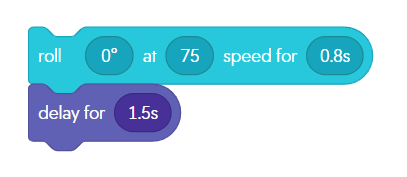 roll 0° at 75 speed for 0.8s
delay for 1.5s